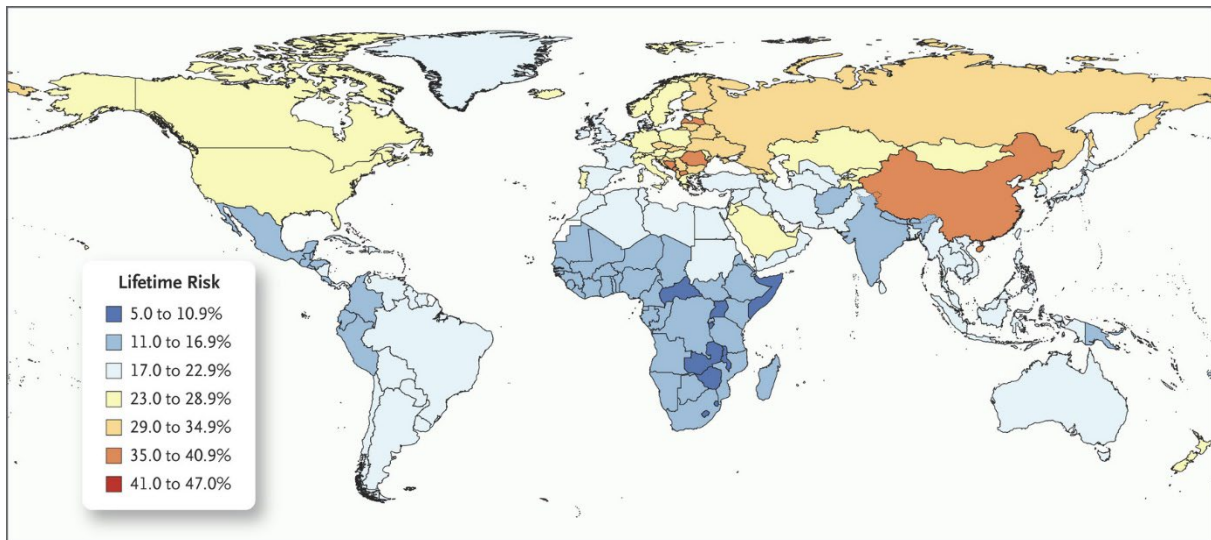 Lifetime Risk
5.0 to 10.9%
11.0 to 16.9%
17.0 to 22.9%
23.0 to 28.9%
29.0 to 34.9%
35.0 to 40.9%
41.0 to 47.0%